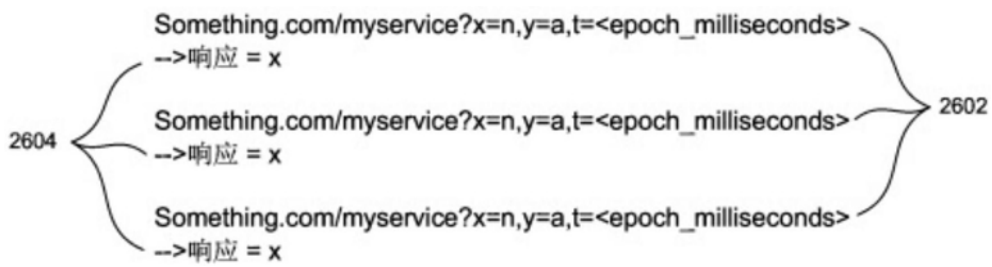 Something.com/myservice?x=n,y=a,t=<epoch_milliseconds>
-->响应 = x
2604
Something.com/myservice?x=n,y=a,t=<epoch_milliseconds>
2602
-->响应 = x
Something.com/myservice?x=n,y=a,t=<epoch_milliseconds>
-->响应 = x